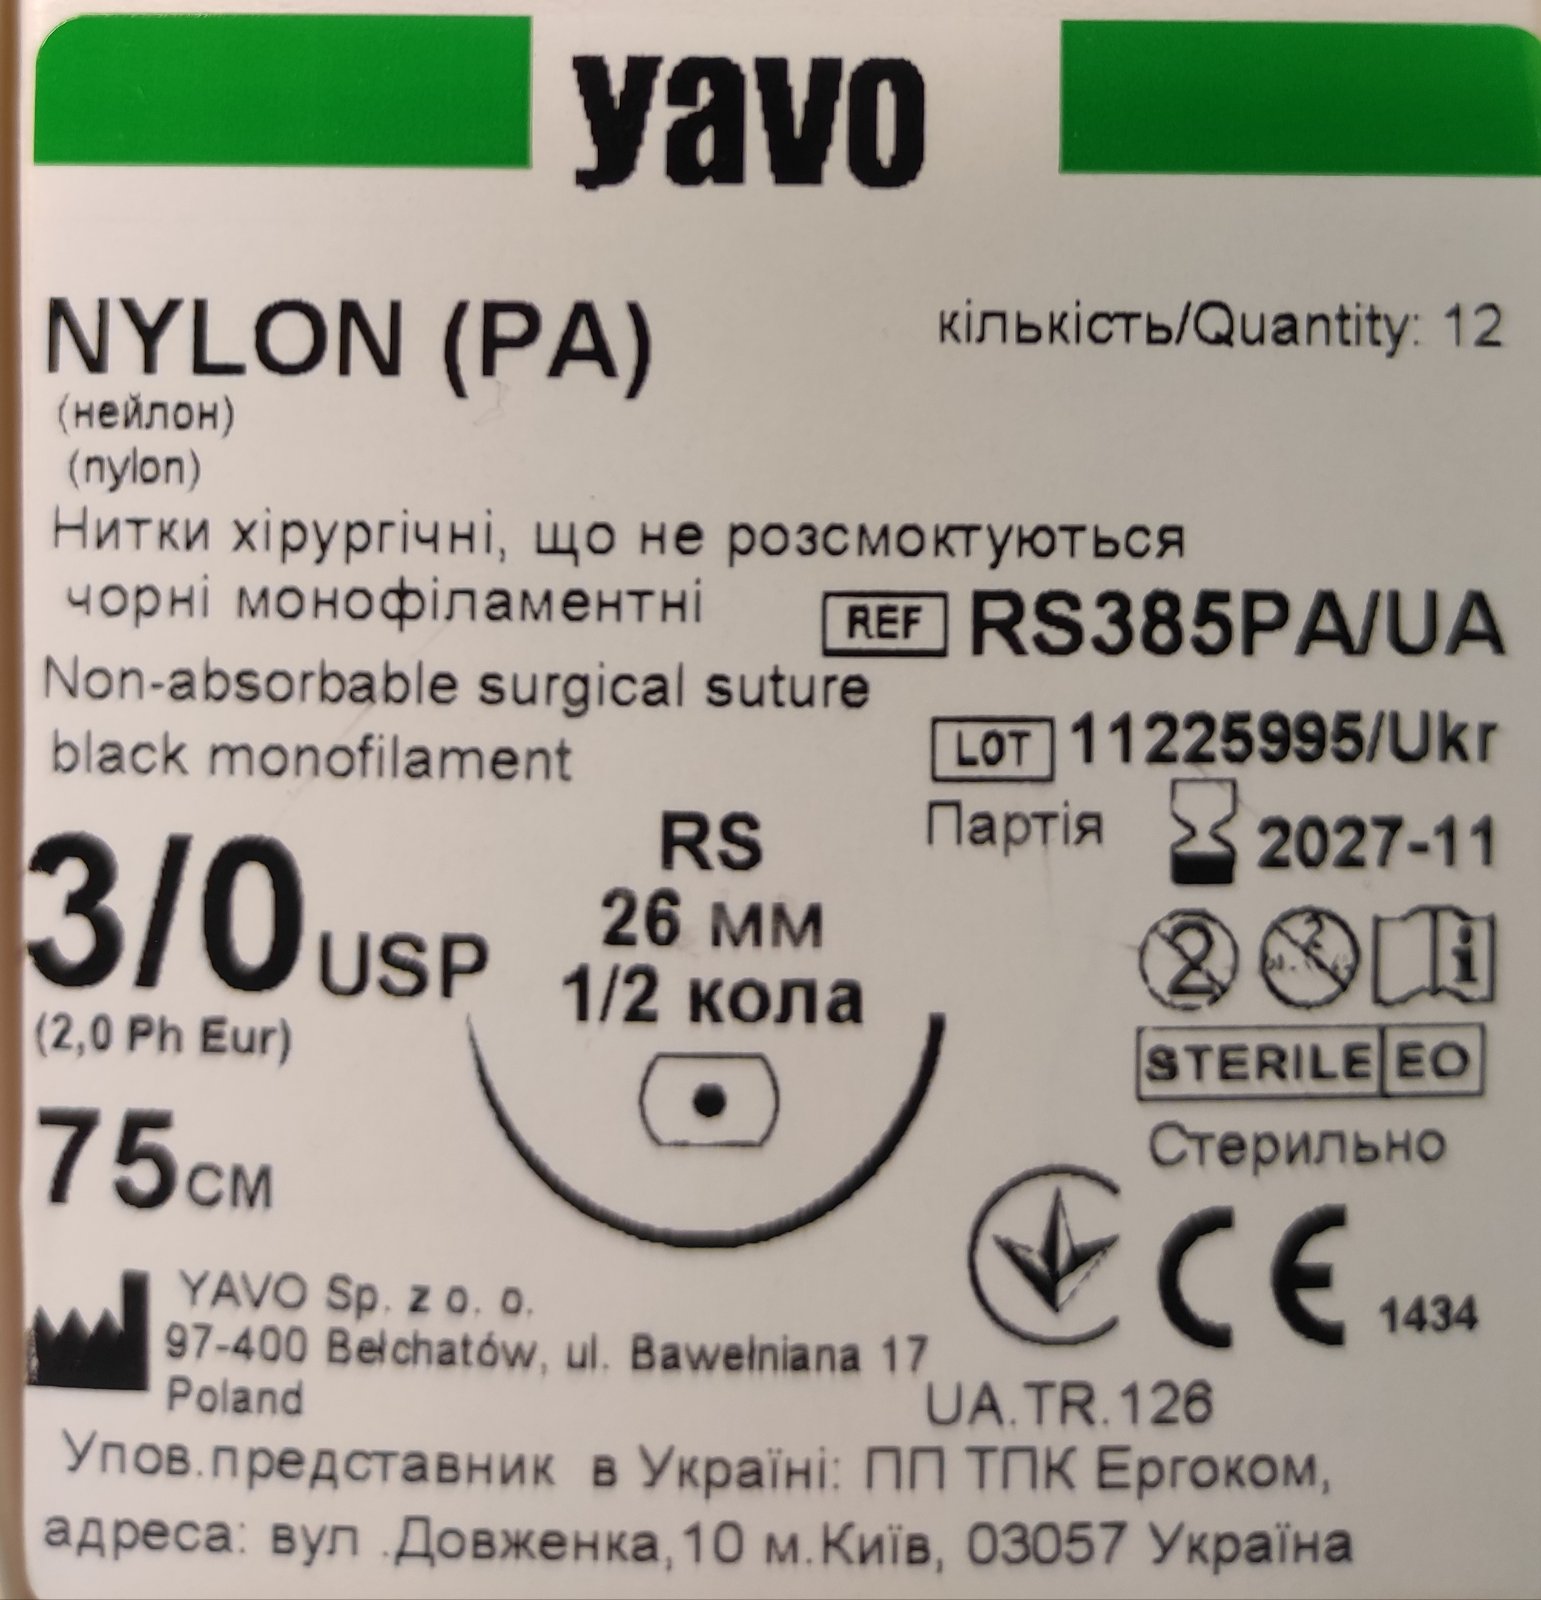 yavo
NYLON (PA)
кількість/Quantity: 12
(нейлон)
(nylon)
Нитки хірургічні, що не розсмоктуються
чорні монофіламентні
REF RS385PA/UA
Non-absorbable surgical suture
black monofilament
LOT 11225995/Ukr
Партія
2027-11
3/0 USP
(2,0 Ph Eur)
75 см
RS
26 мм
1/2 кола
2
STERILE EO
Стерильно
CE 1434
YAVO Sp. z o. o.
97-400 Bełchatów, ul. Bawełniana 17
Poland
UA.TR.126
Упов.представник в Україні: ПП ТПК Ергоком,
адреса: вул .Довженка,10 м.Київ, 03057 Україна